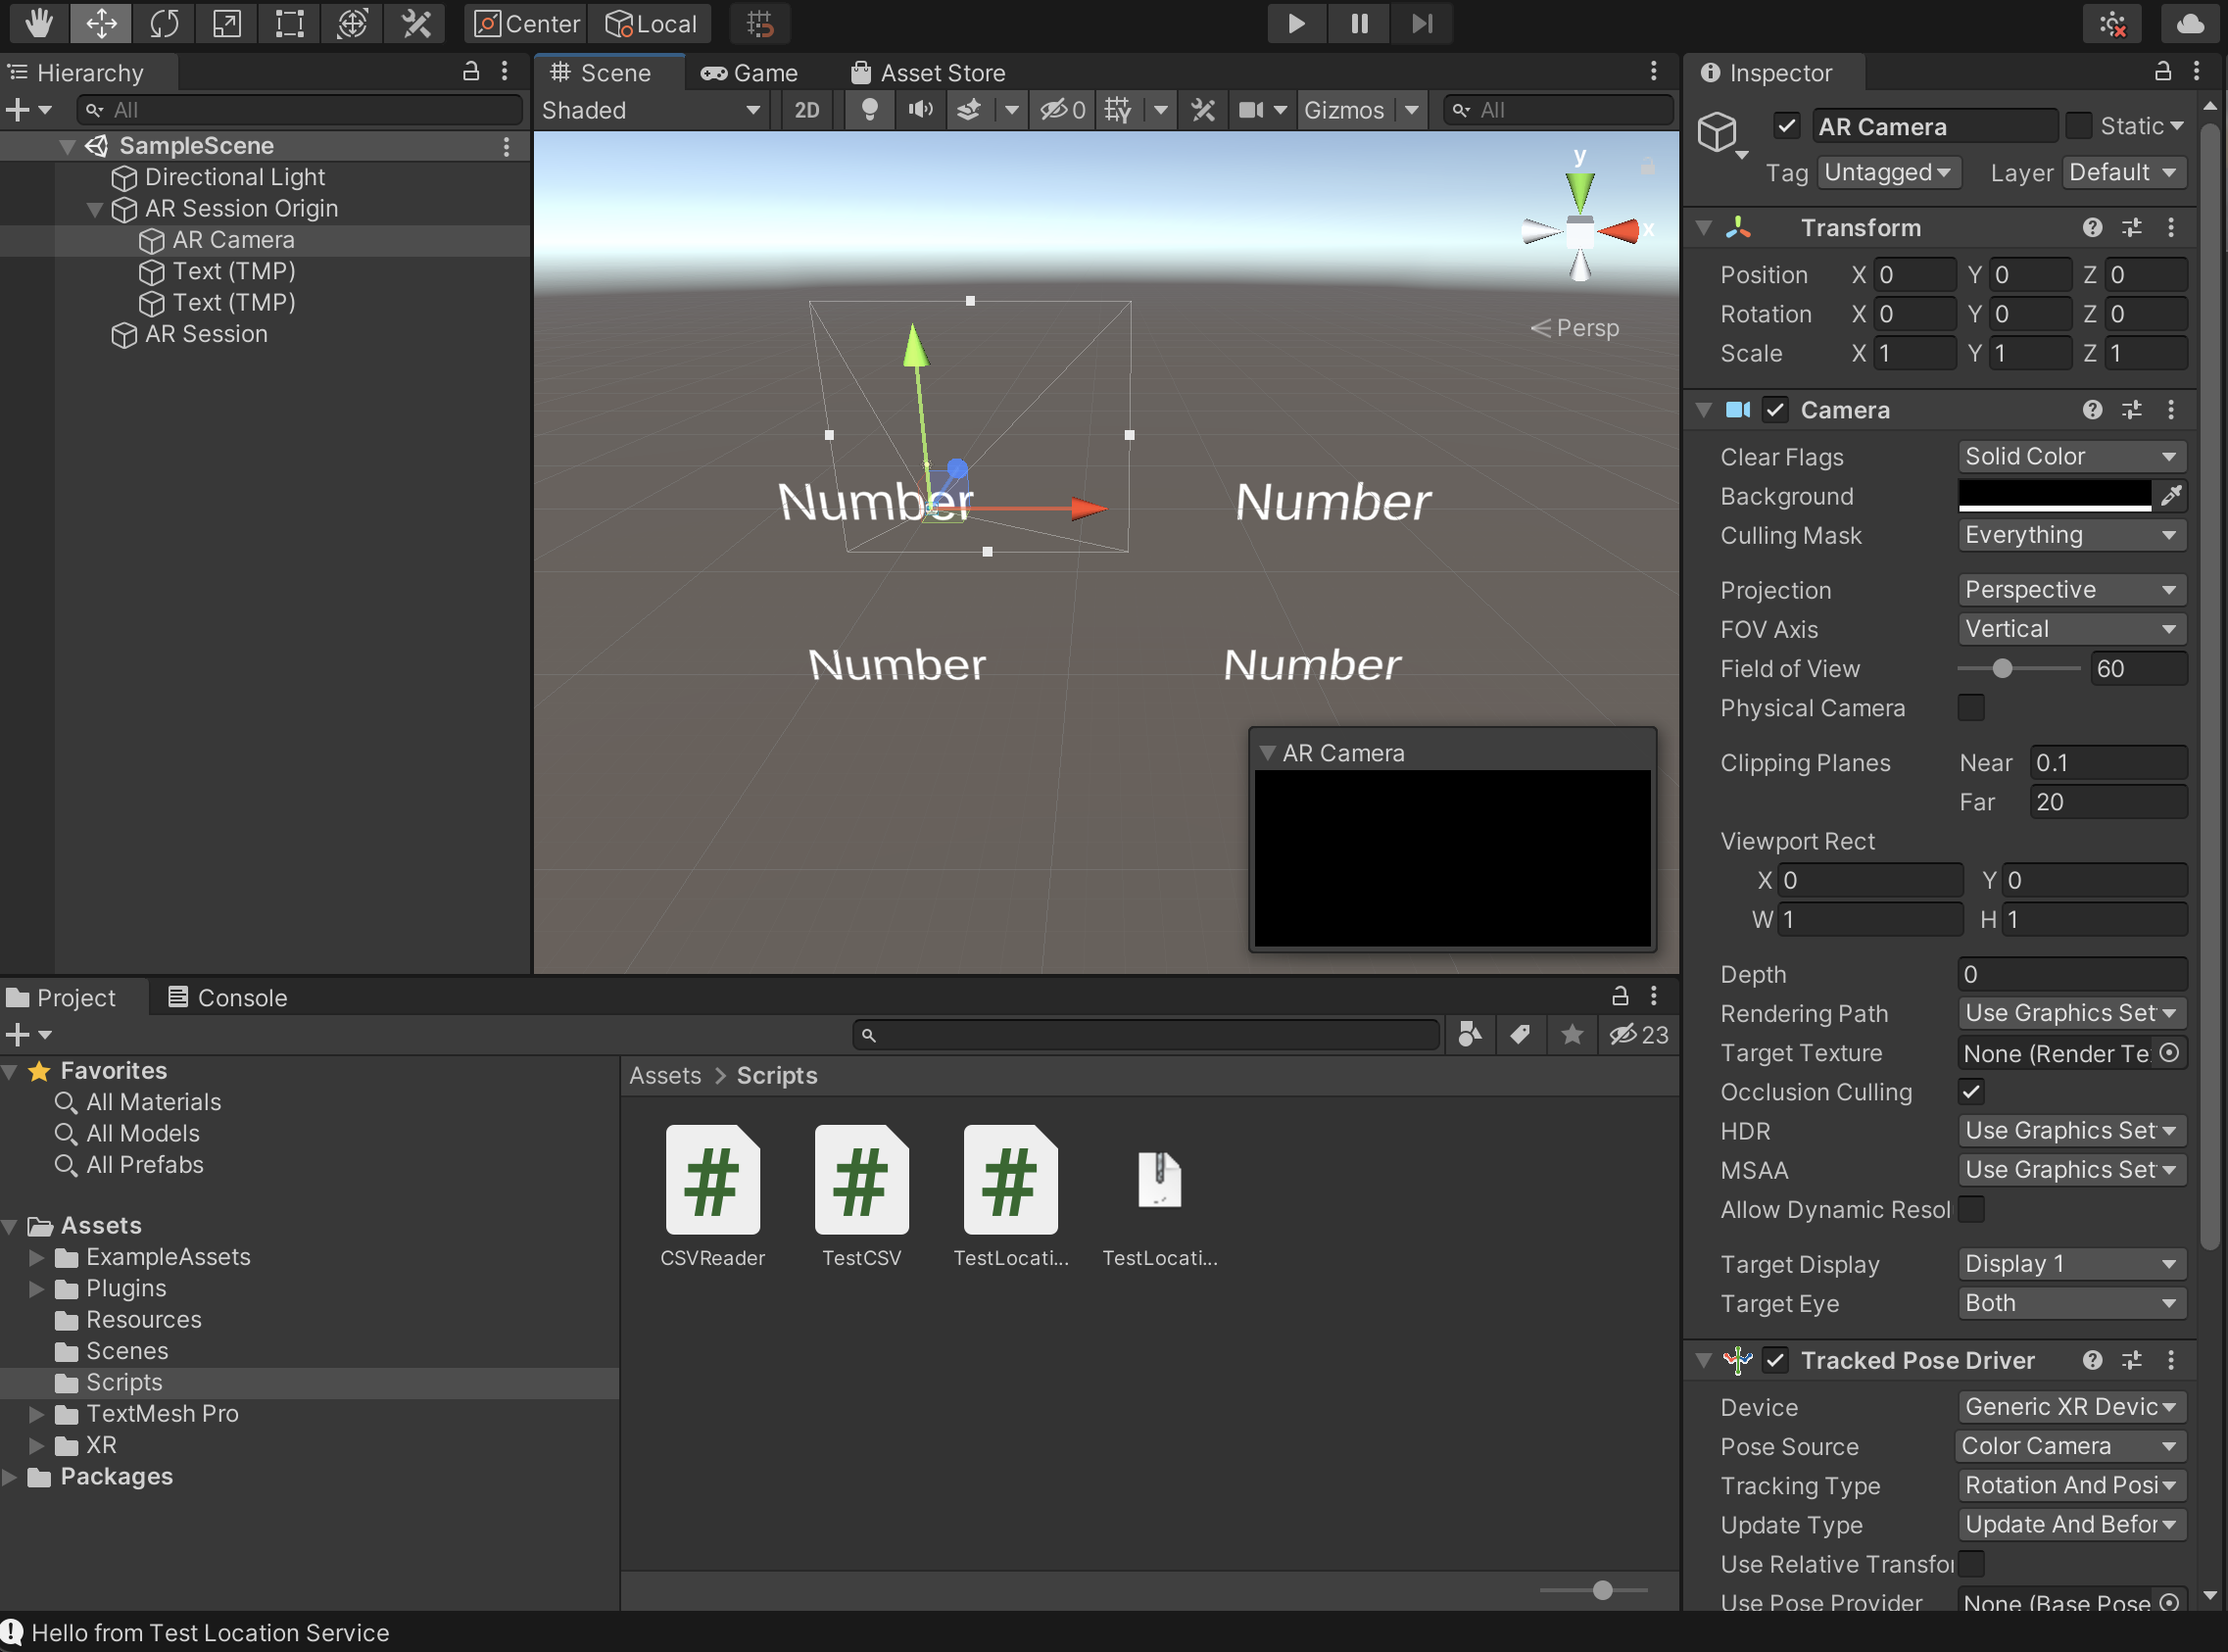 Center
Local
Hierarchy
All
SampleScene
Directional Light
AR Session Origin
AR Camera
Text (TMP)
Text (TMP)
AR Session
Scene
Game
Asset Store
Shaded
2D
0
Gizmos
All
y
x
Persp
Number
Number
Number
Number
AR Camera
Inspector
AR Camera
Static
Tag Untagged Layer Default
Transform
Position X 0 Y 0 Z 0
Rotation X 0 Y 0 Z 0
Scale X 1 Y 1 Z 1
Camera
Clear Flags Solid Color
Background
Culling Mask Everything
Projection Perspective
FOV Axis Vertical
Field of View 60
Physical Camera
Clipping Planes Near 0.1
Far 20
Viewport Rect
X 0 Y 0
W 1 H 1
Depth 0
Rendering Path Use Graphics Set
Target Texture None (Render Te
Occlusion Culling
HDR Use Graphics Set
MSAA Use Graphics Set
Allow Dynamic Resol
Target Display Display 1
Target Eye Both
Tracked Pose Driver
Device Generic XR Devic
Pose Source Color Camera
Tracking Type Rotation And Posi
Update Type Update And Befor
Use Relative Transfor
Use Pose Provider None (Base Pose
Project
Console
23
Favorites
All Materials
All Models
All Prefabs
Assets
ExampleAssets
Plugins
Resources
Scenes
Scripts
TextMesh Pro
XR
Packages
Assets > Scripts
CSVReader
TestCSV
TestLocati...
TestLocati...
Hello from Test Location Service